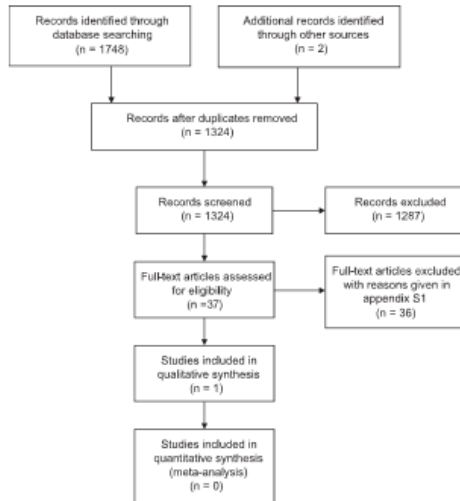 Records identified through
database searching
(n = 1748)
Additional records identified
through other sources
(n = 2)
Records after duplicates removed
(n = 1324)
Records screened
(n = 1324)
Records excluded
(n = 1287)
Full-text articles assessed
for eligibility
(n =37)
Full-text articles excluded
with reasons given in
appendix S1
(n = 36)
Studies included in
qualitative synthesis
(n = 1)
Studies included in
quantitative synthesis
(meta-analysis)
(n = 0)